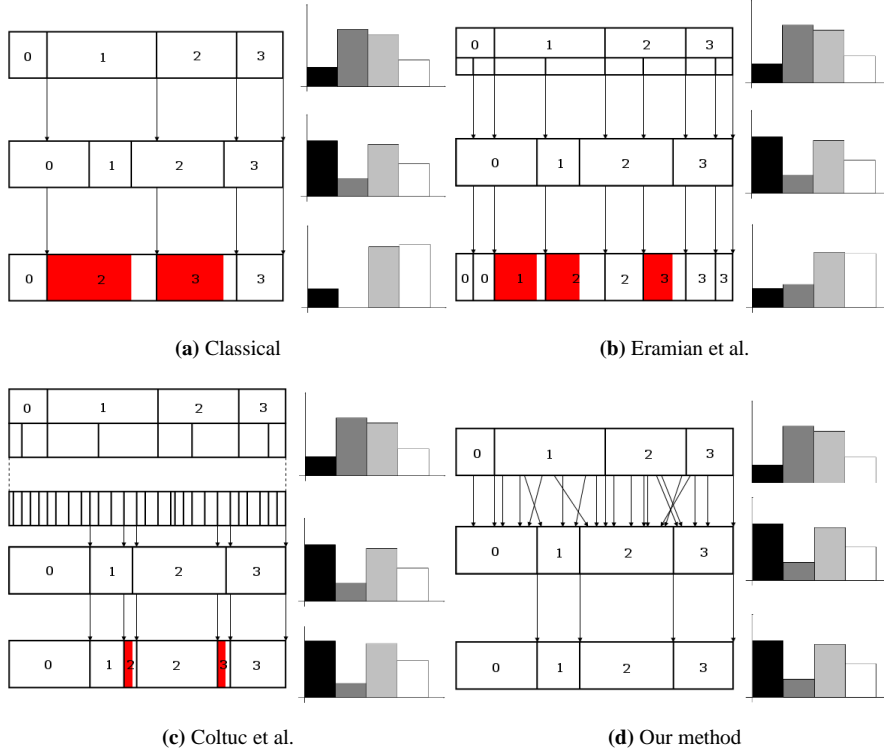 0 1 2 3
0 1 2 3
0 2 3 3
(a) Classical
0 1 2 3
0 1 2 3
0 0 1 2 2 3 3 3
(b) Eramian et al.
0 1 2 3
0 1 2 3
0 1 2 2 3 3
(c) Coltuc et al.
0 1 2 3
0 1 2 3
0 1 2 3
(d) Our method